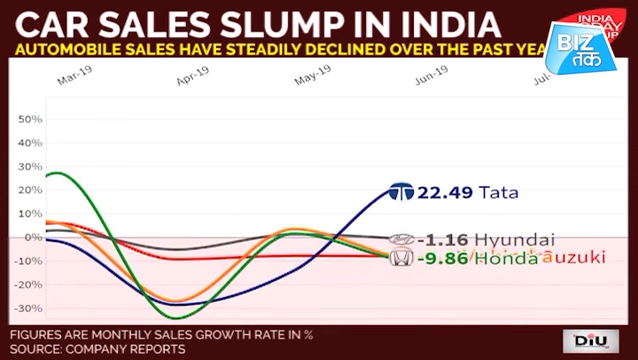 CAR SALES SLUMP IN INDIA
AUTOMOBILE SALES HAVE STEADILY DECLINED OVER THE PAST YEA
INDIA
BIZ
तक
Mar-19
Apr-19
May-19
Jun-19
Jul-
50%
40%
30%
20%
10%
0%
-10%
-20%
-30%
22.49 Tata
-1.16 Hyundai
-9.86 Honda
uzuki
FIGURES ARE MONTHLY SALES GROWTH RATE IN %
SOURCE: COMPANY REPORTS
DiU